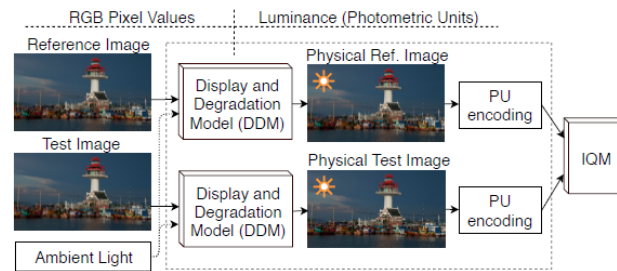 RGB Pixel Values
Luminance (Photometric Units)
Reference Image
Display and
Degradation
Model (DDM)
Physical Ref. Image
PU
encoding
Test Image
Display and
Degradation
Model (DDM)
Physical Test Image
PU
encoding
IQM
Ambient Light